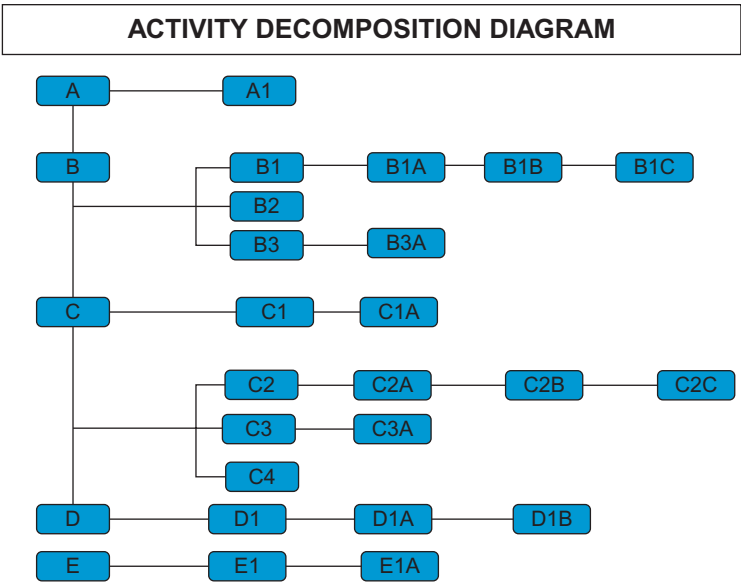 ACTIVITY DECOMPOSITION DIAGRAM
A A1
B B1 B1A B1B B1C
B2
B3 B3A
C C1 C1A
C2 C2A C2B C2C
C3 C3A
C4
D D1 D1A D1B
E E1 E1A